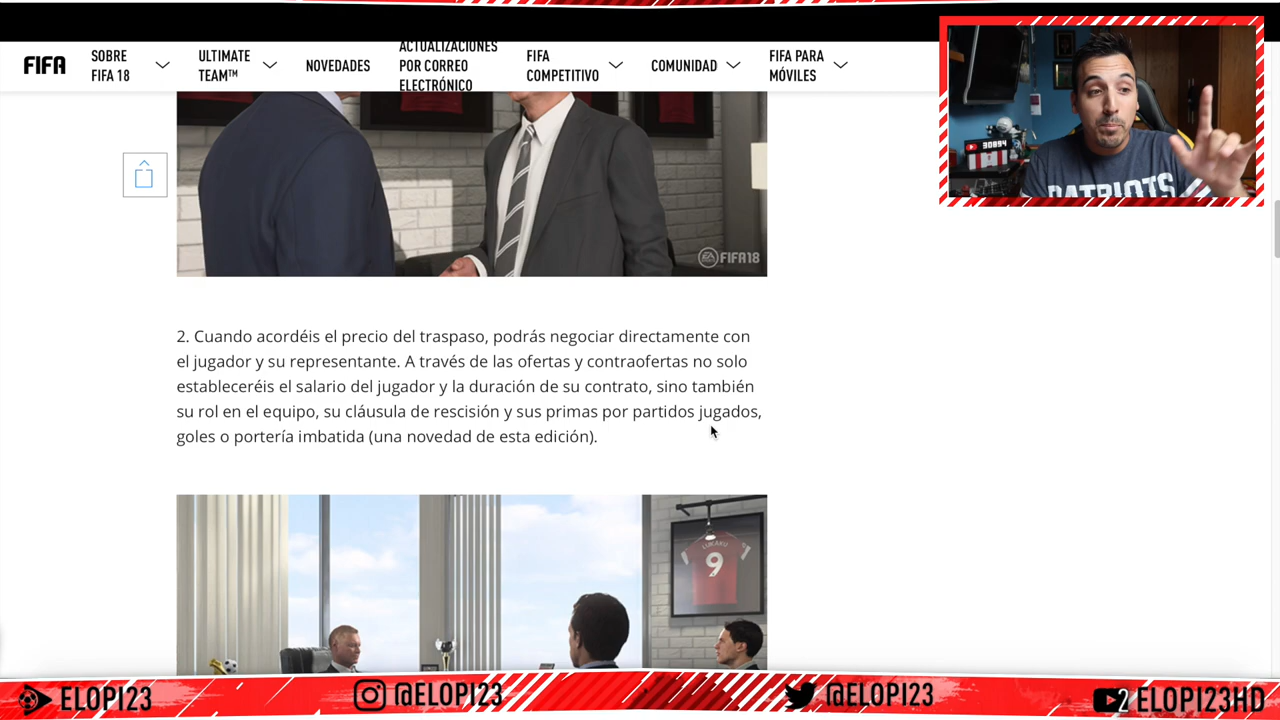 FIFA
SOBRE
FIFA 18
ULTIMATE
TEAM™
NOVEDADES
ACTUALIZACIONES
POR CORREO
ELECTRÓNICO
FIFA
COMPETITIVO
COMUNIDAD
FIFA PARA
MÓVILES
30894
PATRIOTS
EA SPORTS FIFA18
2. Cuando acordéis el precio del traspaso, podrás negociar directamente con
el jugador y su representante. A través de las ofertas y contraofertas no solo
estableceréis el salario del jugador y la duración de su contrato, sino también
su rol en el equipo, su cláusula de rescisión y sus primas por partidos jugados,
goles o portería imbatida (una novedad de esta edición).
LUKAKU
9
ELOPI23
@ELOPI23
@ELOPI23
2 ELOPI23HD